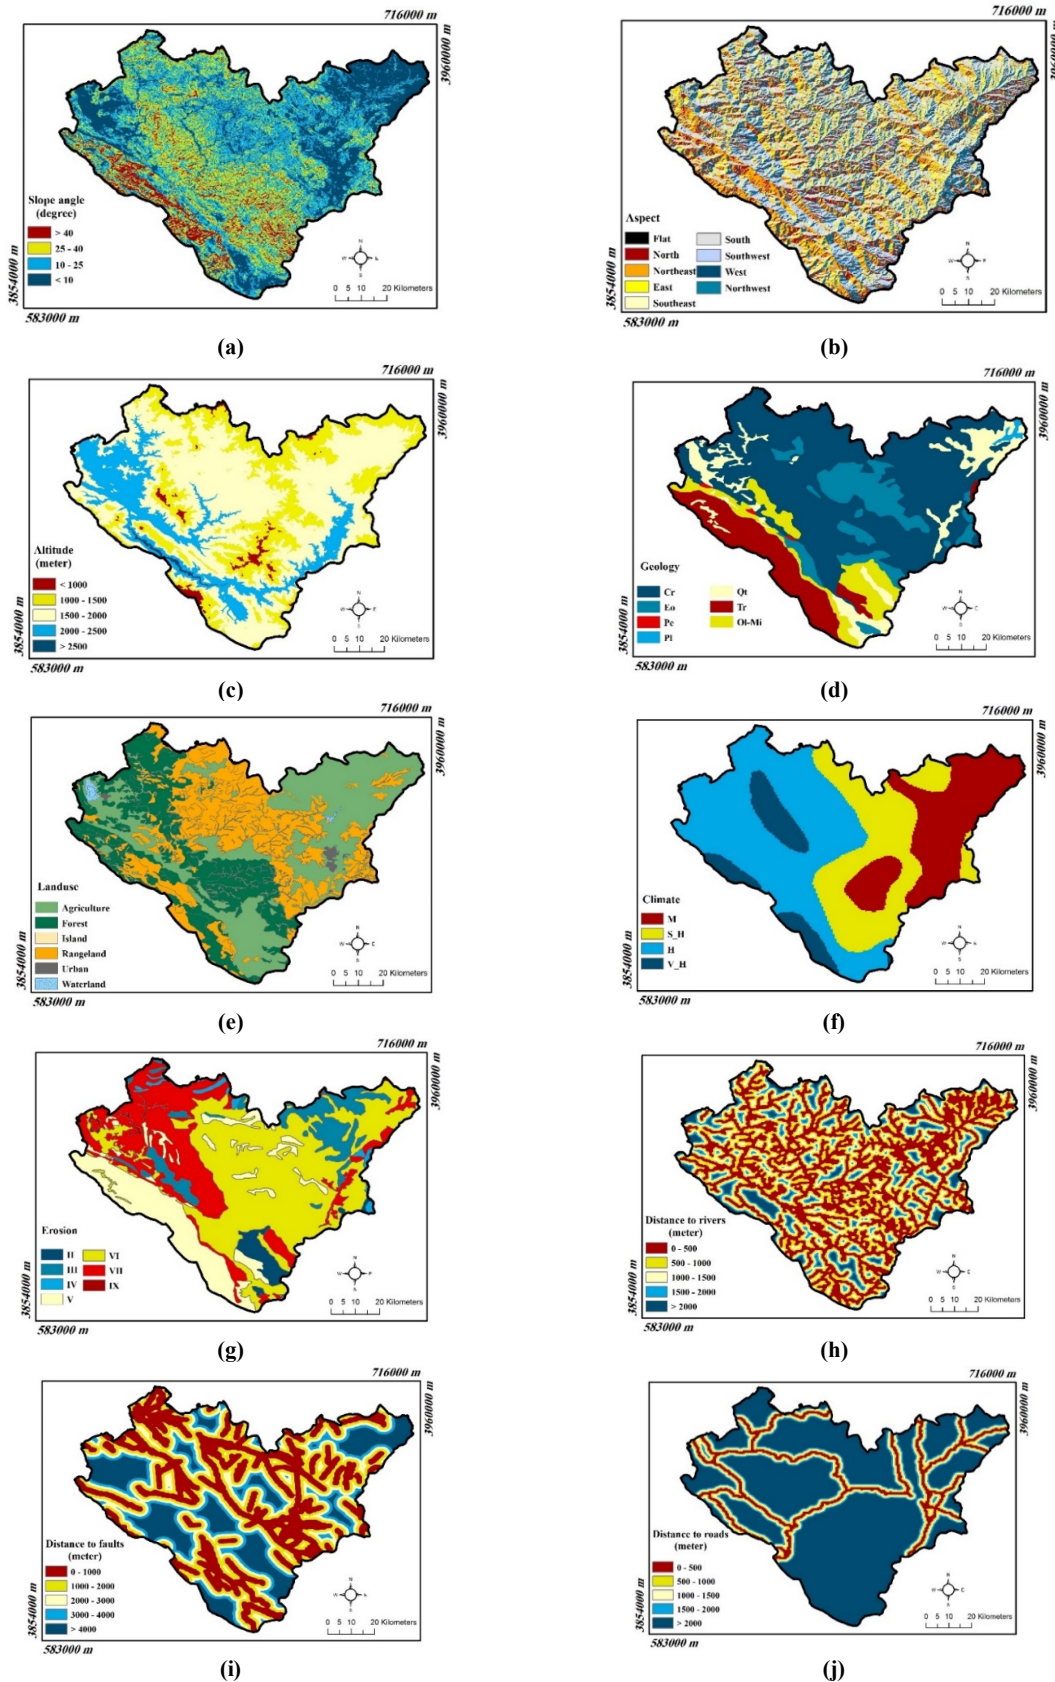 716000 m
3960000 m
Slope angle
(degree)
> 40
25 - 40
10 - 25
< 10
3854000 m
583000 m
0 5 10 20 Kilometers
(a)
716000 m
3960000 m
Aspect
Flat
North
Northeast
East
Southeast
South
Southwest
West
Northwest
3854000 m
583000 m
0 5 10 20 Kilometers
(b)
716000 m
3960000 m
Altitude
(meter)
< 1000
1000 - 1500
1500 - 2000
2000 - 2500
> 2500
3854000 m
583000 m
0 5 10 20 Kilometers
(c)
716000 m
3960000 m
Geology
Cr
Eo
Pc
Pl
Qt
Tr
Ol-Mi
3854000 m
583000 m
0 5 10 20 Kilometers
(d)
716000 m
3960000 m
Landuse
Agriculture
Forest
Island
Rangeland
Urban
Waterland
3854000 m
583000 m
0 5 10 20 Kilometers
(e)
716000 m
3960000 m
Climate
M
S_H
H
V_H
3854000 m
583000 m
0 5 10 20 Kilometers
(f)
716000 m
3960000 m
Erosion
II
III
IV
V
VI
VII
IX
3854000 m
583000 m
0 5 10 20 Kilometers
(g)
716000 m
3960000 m
Distance to rivers
(meter)
0 - 500
500 - 1000
1000 - 1500
1500 - 2000
> 2000
3854000 m
583000 m
0 5 10 20 Kilometers
(h)
716000 m
3960000 m
Distance to faults
(meter)
0 - 1000
1000 - 2000
2000 - 3000
3000 - 4000
> 4000
3854000 m
583000 m
0 5 10 20 Kilometers
(i)
716000 m
3960000 m
Distance to roads
(meter)
0 - 500
500 - 1000
1000 - 1500
1500 - 2000
> 2000
3854000 m
583000 m
0 5 10 20 Kilometers
(j)